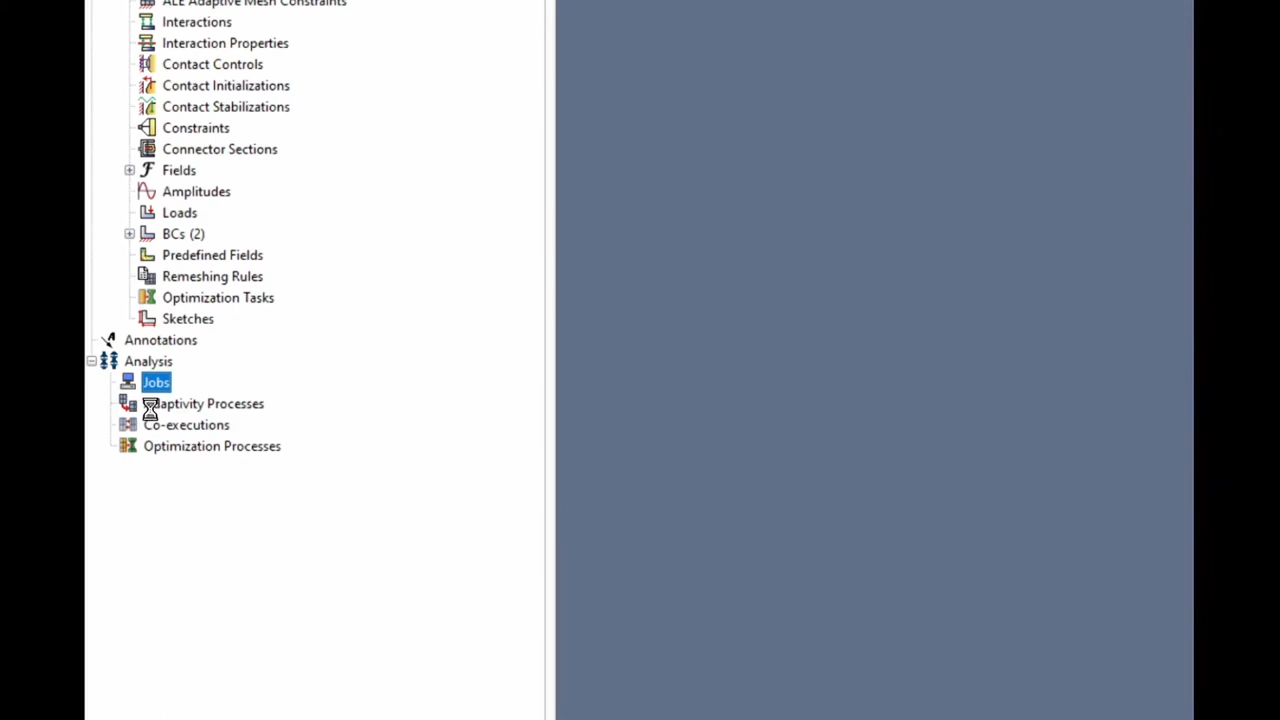 ALE Adaptive Mesh Constraints
Interactions
Interaction Properties
Contact Controls
Contact Initializations
Contact Stabilizations
Constraints
Connector Sections
Fields
Amplitudes
Loads
BCs (2)
Predefined Fields
Remeshing Rules
Optimization Tasks
Sketches
Annotations
Analysis
Jobs
Adaptivity Processes
Co-executions
Optimization Processes